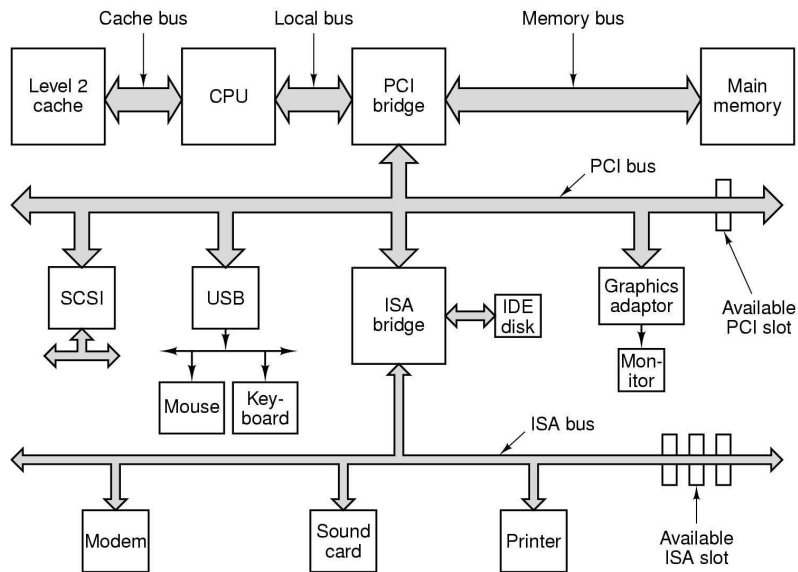 Cache bus
Local bus
Memory bus
Level 2
cache
CPU
PCI
bridge
Main
memory
PCI bus
SCSI
USB
ISA
bridge
IDE
disk
Graphics
adaptor
Available
PCI slot
Mouse
Key-
board
Mon-
itor
ISA bus
Modem
Sound
card
Printer
Available
ISA slot